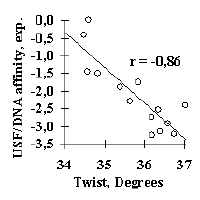 USF/DNA affinity, exp.
0,0
-0,5
-1,0
-1,5
-2,0
-2,5
-3,0
-3,5
r = -0,86
34 35 36 37
Twist, Degrees